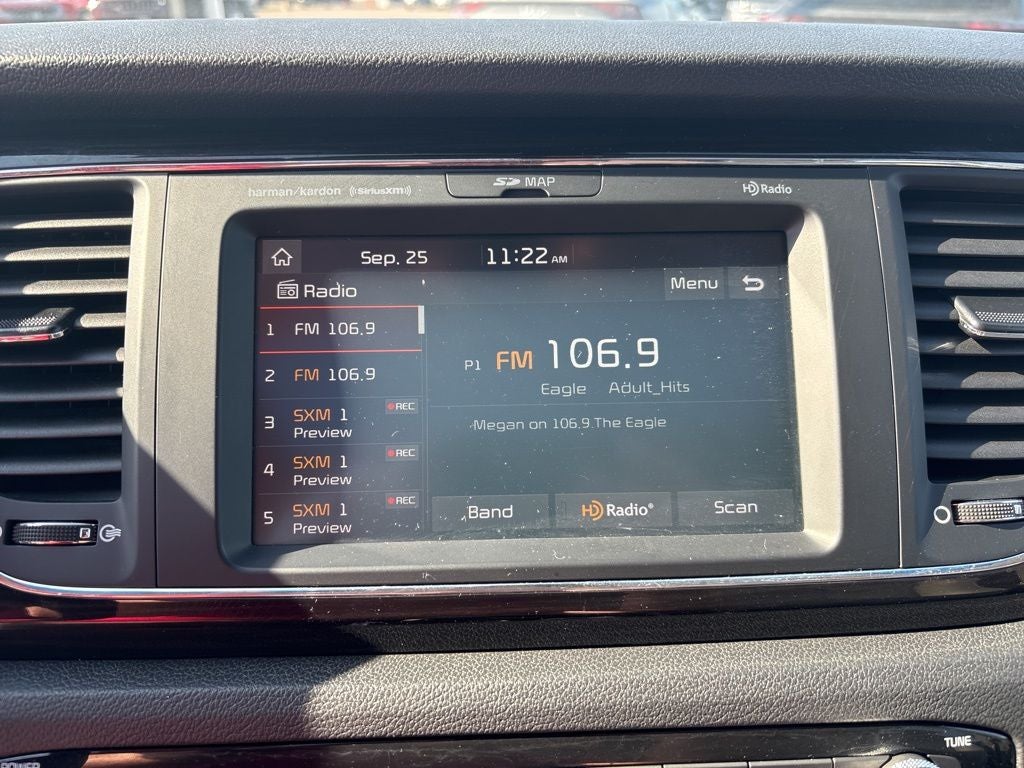 harman/kardon ((SiriusXM))
SD MAP
HD Radio
Sep. 25 11:22 AM
Radio
Menu
1 FM 106.9
2 FM 106.9
3 SXM 1 REC
Preview
4 SXM 1 REC
Preview
5 SXM 1 REC
Preview
P1 FM 106.9
Eagle Adult_Hits
Megan on 106.9 The Eagle
Band HD Radio® Scan
POWER
TUNE